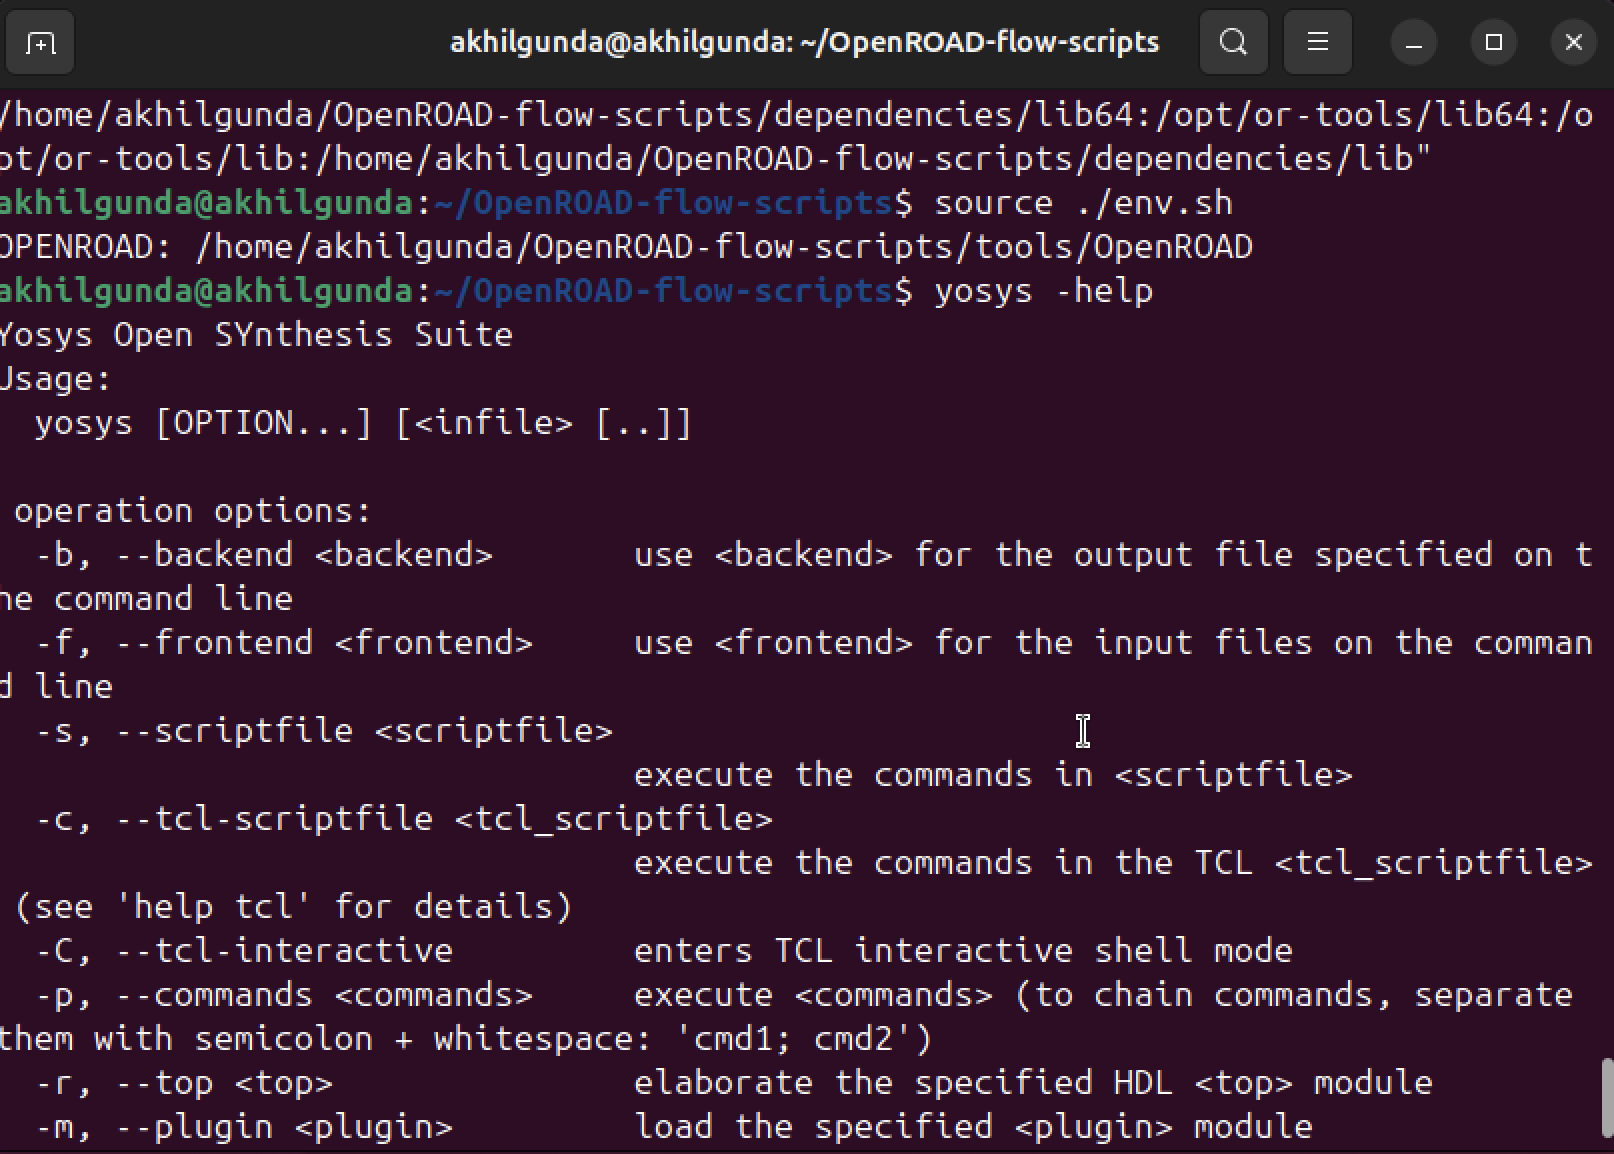 akhilgunda@akhilgunda: ~/OpenROAD-flow-scripts
/home/akhilgunda/OpenROAD-flow-scripts/dependencies/lib64:/opt/or-tools/lib64:/o
pt/or-tools/lib:/home/akhilgunda/OpenROAD-flow-scripts/dependencies/lib"
akhilgunda@akhilgunda:~/OpenROAD-flow-scripts$ source ./env.sh
OPENROAD: /home/akhilgunda/OpenROAD-flow-scripts/tools/OpenROAD
akhilgunda@akhilgunda:~/OpenROAD-flow-scripts$ yosys -help
Yosys Open SYnthesis Suite
Usage:
  yosys [OPTION...] [<infile> [..]]

 operation options:
  -b, --backend <backend>       use <backend> for the output file specified on t
he command line
  -f, --frontend <frontend>     use <frontend> for the input files on the comman
d line
  -s, --scriptfile <scriptfile>
                                execute the commands in <scriptfile>
  -c, --tcl-scriptfile <tcl_scriptfile>
                                execute the commands in the TCL <tcl_scriptfile>
 (see 'help tcl' for details)
  -C, --tcl-interactive         enters TCL interactive shell mode
  -p, --commands <commands>     execute <commands> (to chain commands, separate
them with semicolon + whitespace: 'cmd1; cmd2')
  -r, --top <top>               elaborate the specified HDL <top> module
  -m, --plugin <plugin>         load the specified <plugin> module